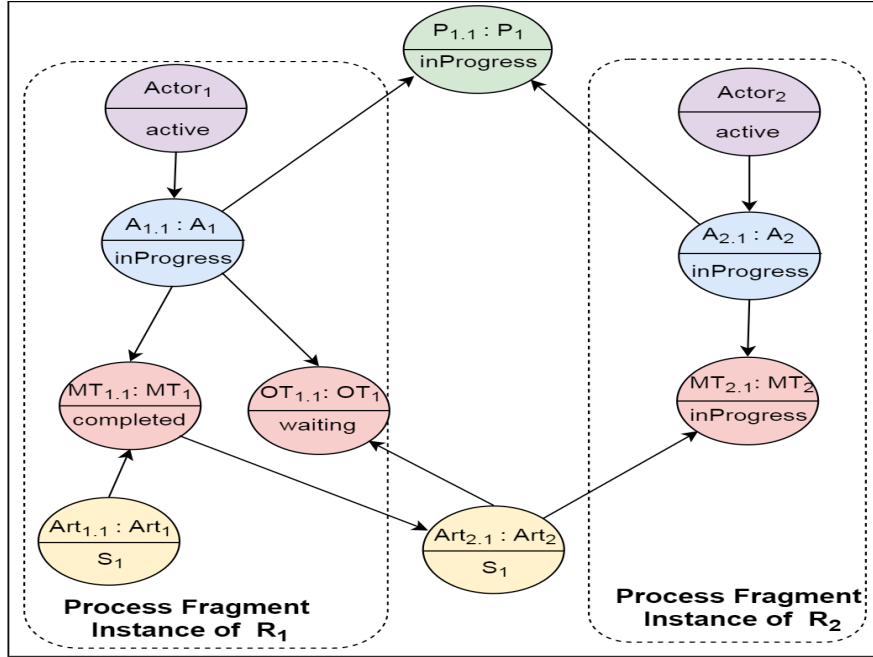 P1.1 : P1
inProgress
Actor1
active
Actor2
active
A1.1 : A1
inProgress
A2.1 : A2
inProgress
MT1.1: MT1
completed
OT1.1: OT1
waiting
MT2.1: MT2
inProgress
Art1.1 : Art1
S1
Art2.1 : Art2
S1
Process Fragment
Instance of R1
Process Fragment
Instance of R2